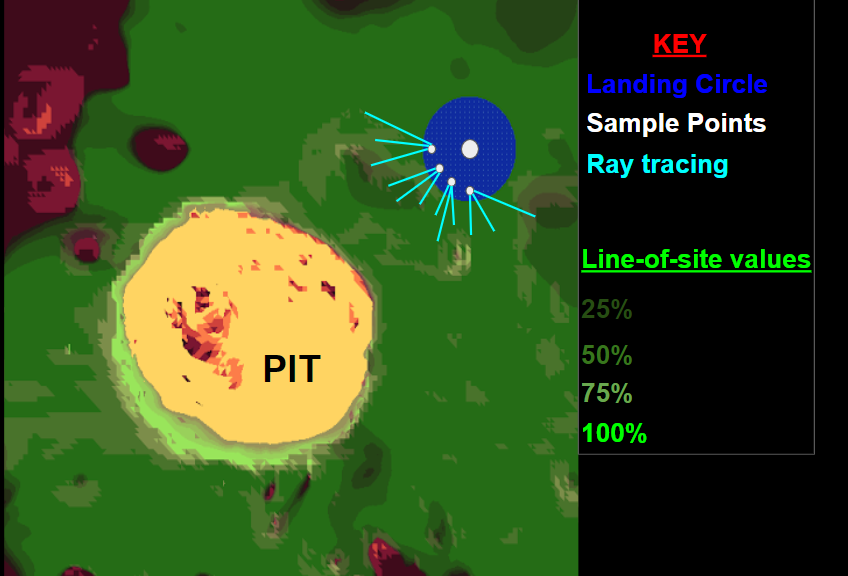 KEY
Landing Circle
Sample Points
Ray tracing
Line-of-site values
25%
50%
75%
100%
PIT